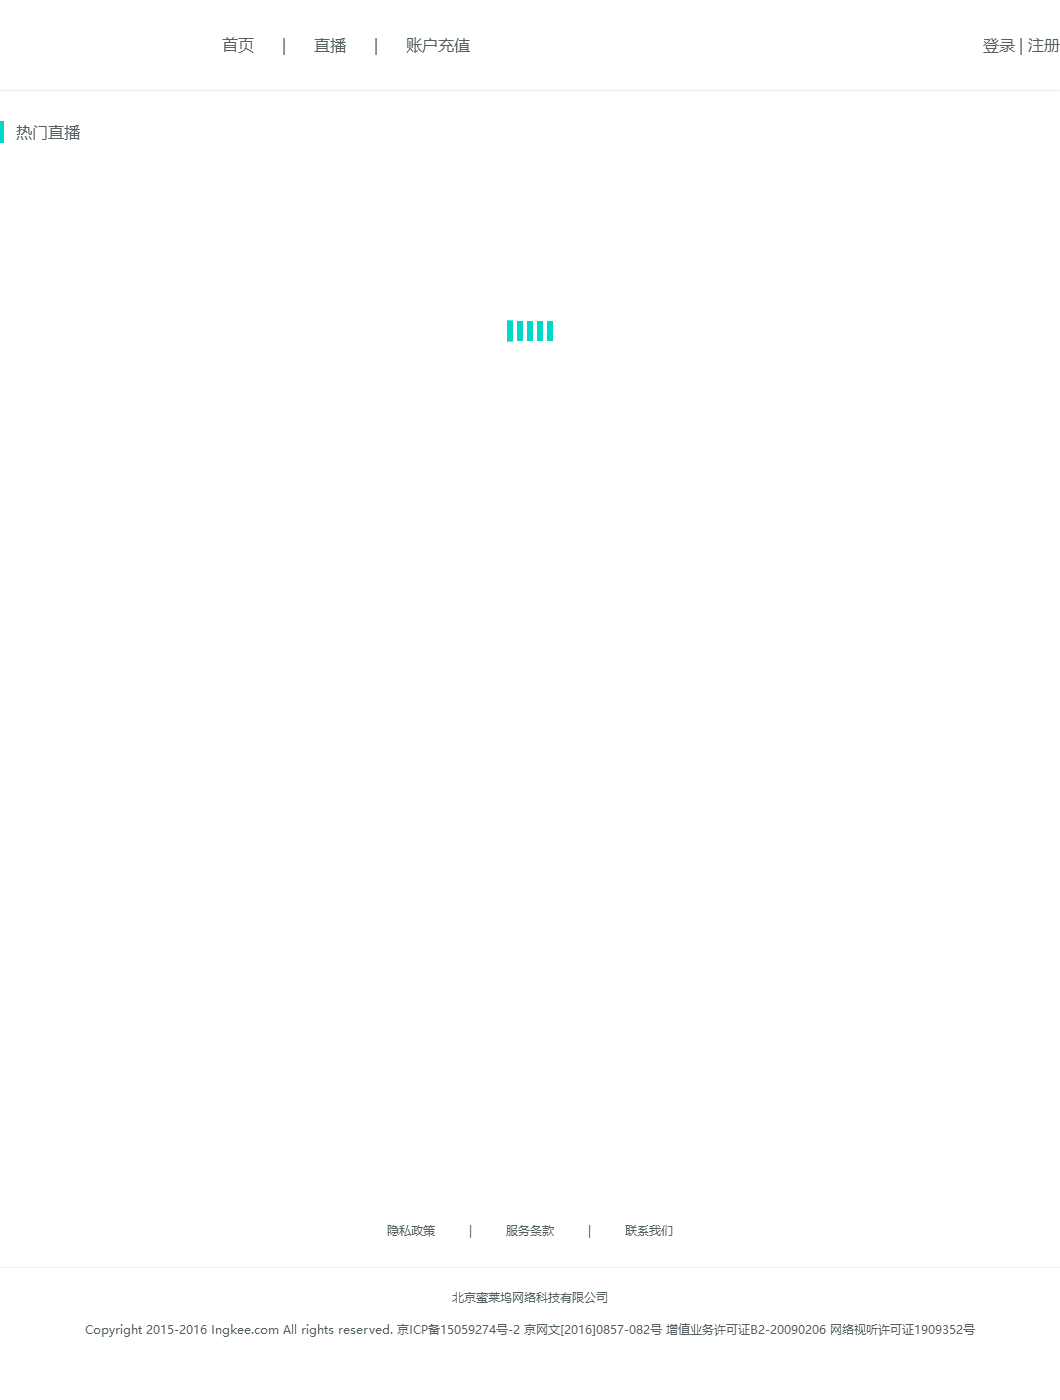 首页 | 直播 | 账户充值 登录 | 注册
热门直播
隐私政策 | 服务条款 | 联系我们
北京蜜莱坞网络科技有限公司
Copyright 2015-2016 Ingkee.com All rights reserved. 京ICP备15059274号-2 京网文[2016]0857-082号 增值业务许可证B2-20090206 网络视听许可证1909352号